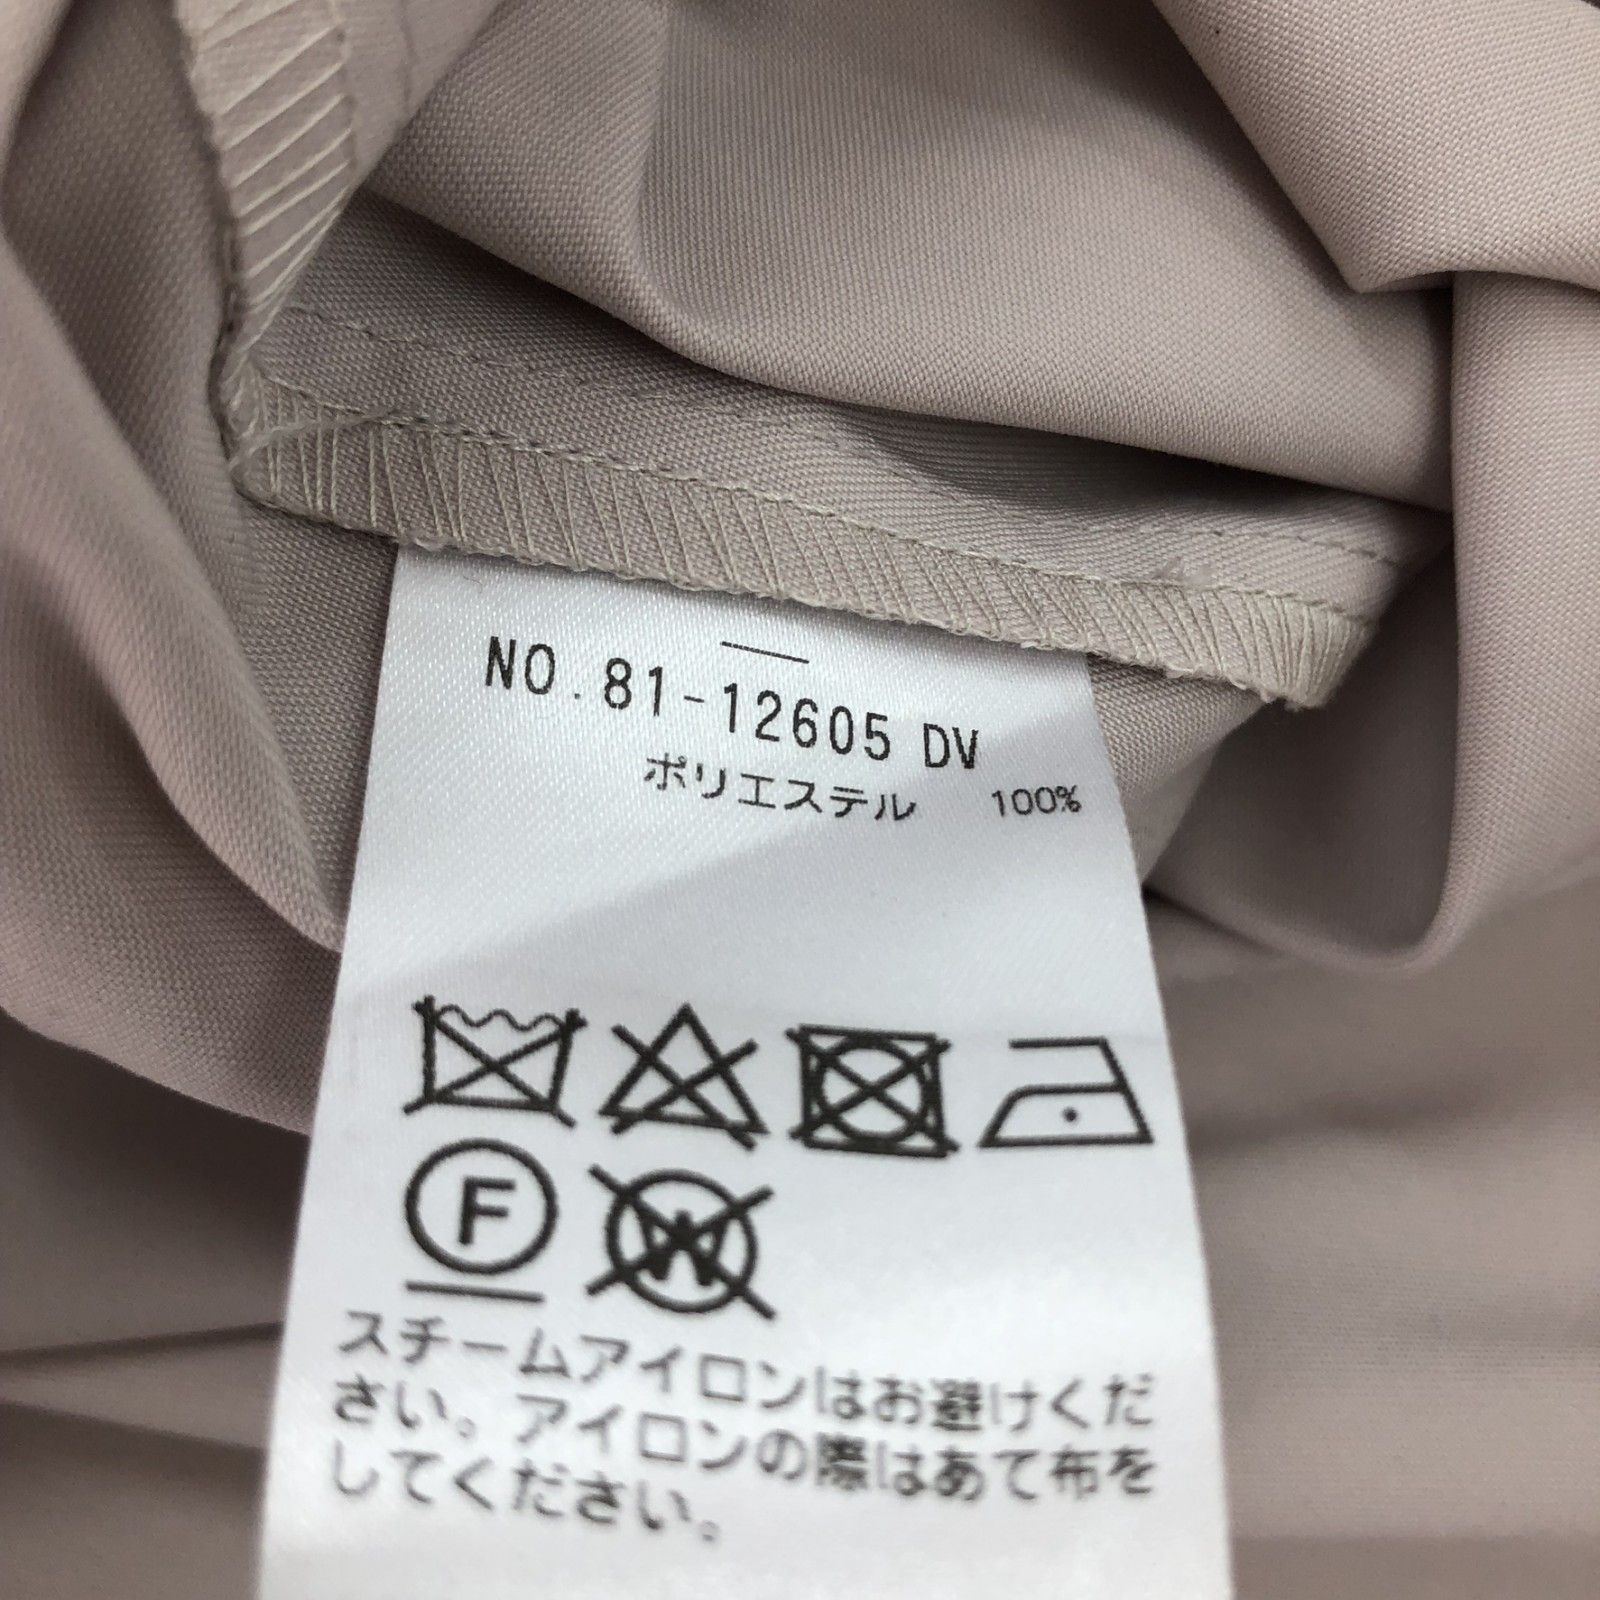 NO.81-12605 DV
ポリエステル 100%
F
W
スチームアイロンはお避けくだ
さい。アイロンの際はあて布を
してください。